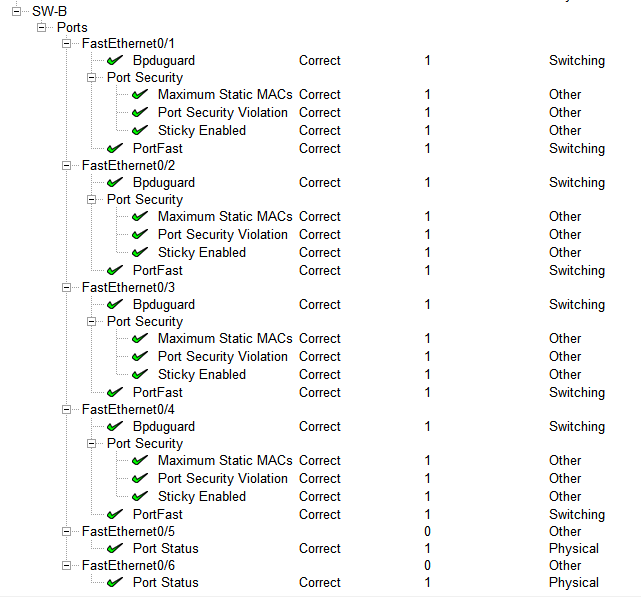 SW-B
Ports
FastEthernet0/1
Bpduguard Correct 1 Switching
Port Security
Maximum Static MACs Correct 1 Other
Port Security Violation Correct 1 Other
Sticky Enabled Correct 1 Other
PortFast Correct 1 Switching
FastEthernet0/2
Bpduguard Correct 1 Switching
Port Security
Maximum Static MACs Correct 1 Other
Port Security Violation Correct 1 Other
Sticky Enabled Correct 1 Other
PortFast Correct 1 Switching
FastEthernet0/3
Bpduguard Correct 1 Switching
Port Security
Maximum Static MACs Correct 1 Other
Port Security Violation Correct 1 Other
Sticky Enabled Correct 1 Other
PortFast Correct 1 Switching
FastEthernet0/4
Bpduguard Correct 1 Switching
Port Security
Maximum Static MACs Correct 1 Other
Port Security Violation Correct 1 Other
Sticky Enabled Correct 1 Other
PortFast Correct 1 Switching
FastEthernet0/5 0 Other
Port Status Correct 1 Physical
FastEthernet0/6 0 Other
Port Status Correct 1 Physical